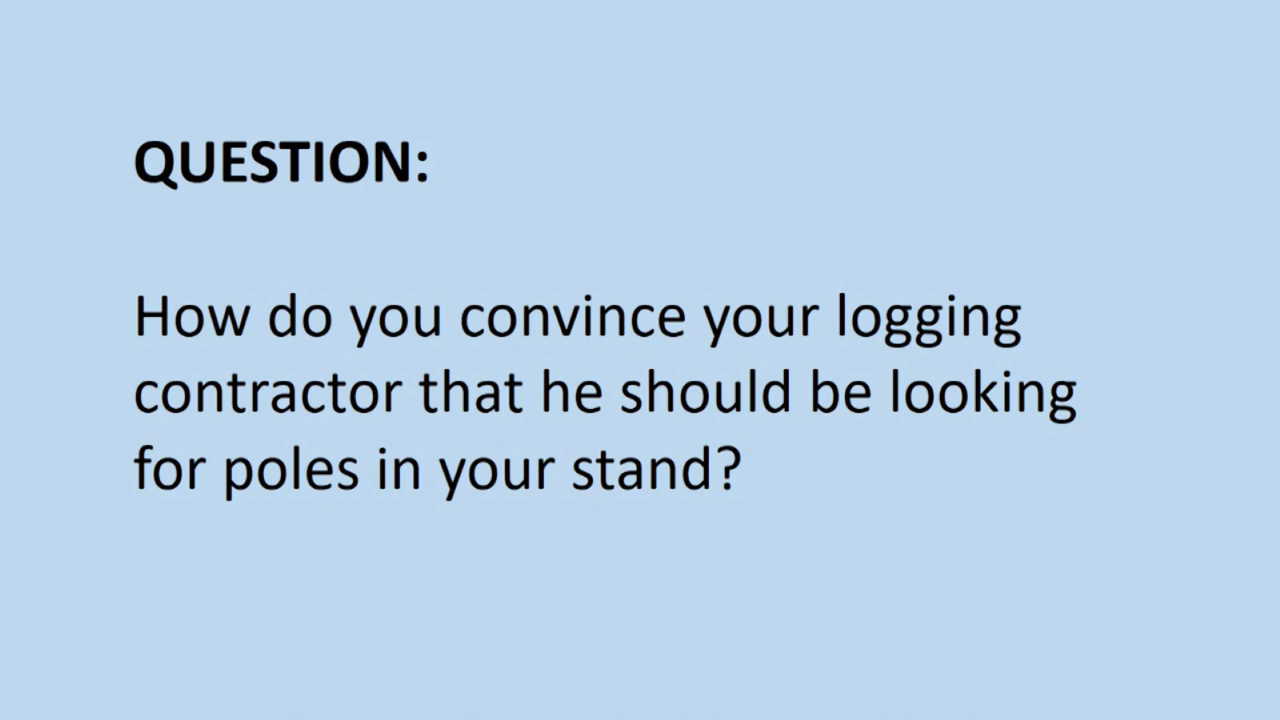 QUESTION:
How do you convince your logging
contractor that he should be looking
for poles in your stand?